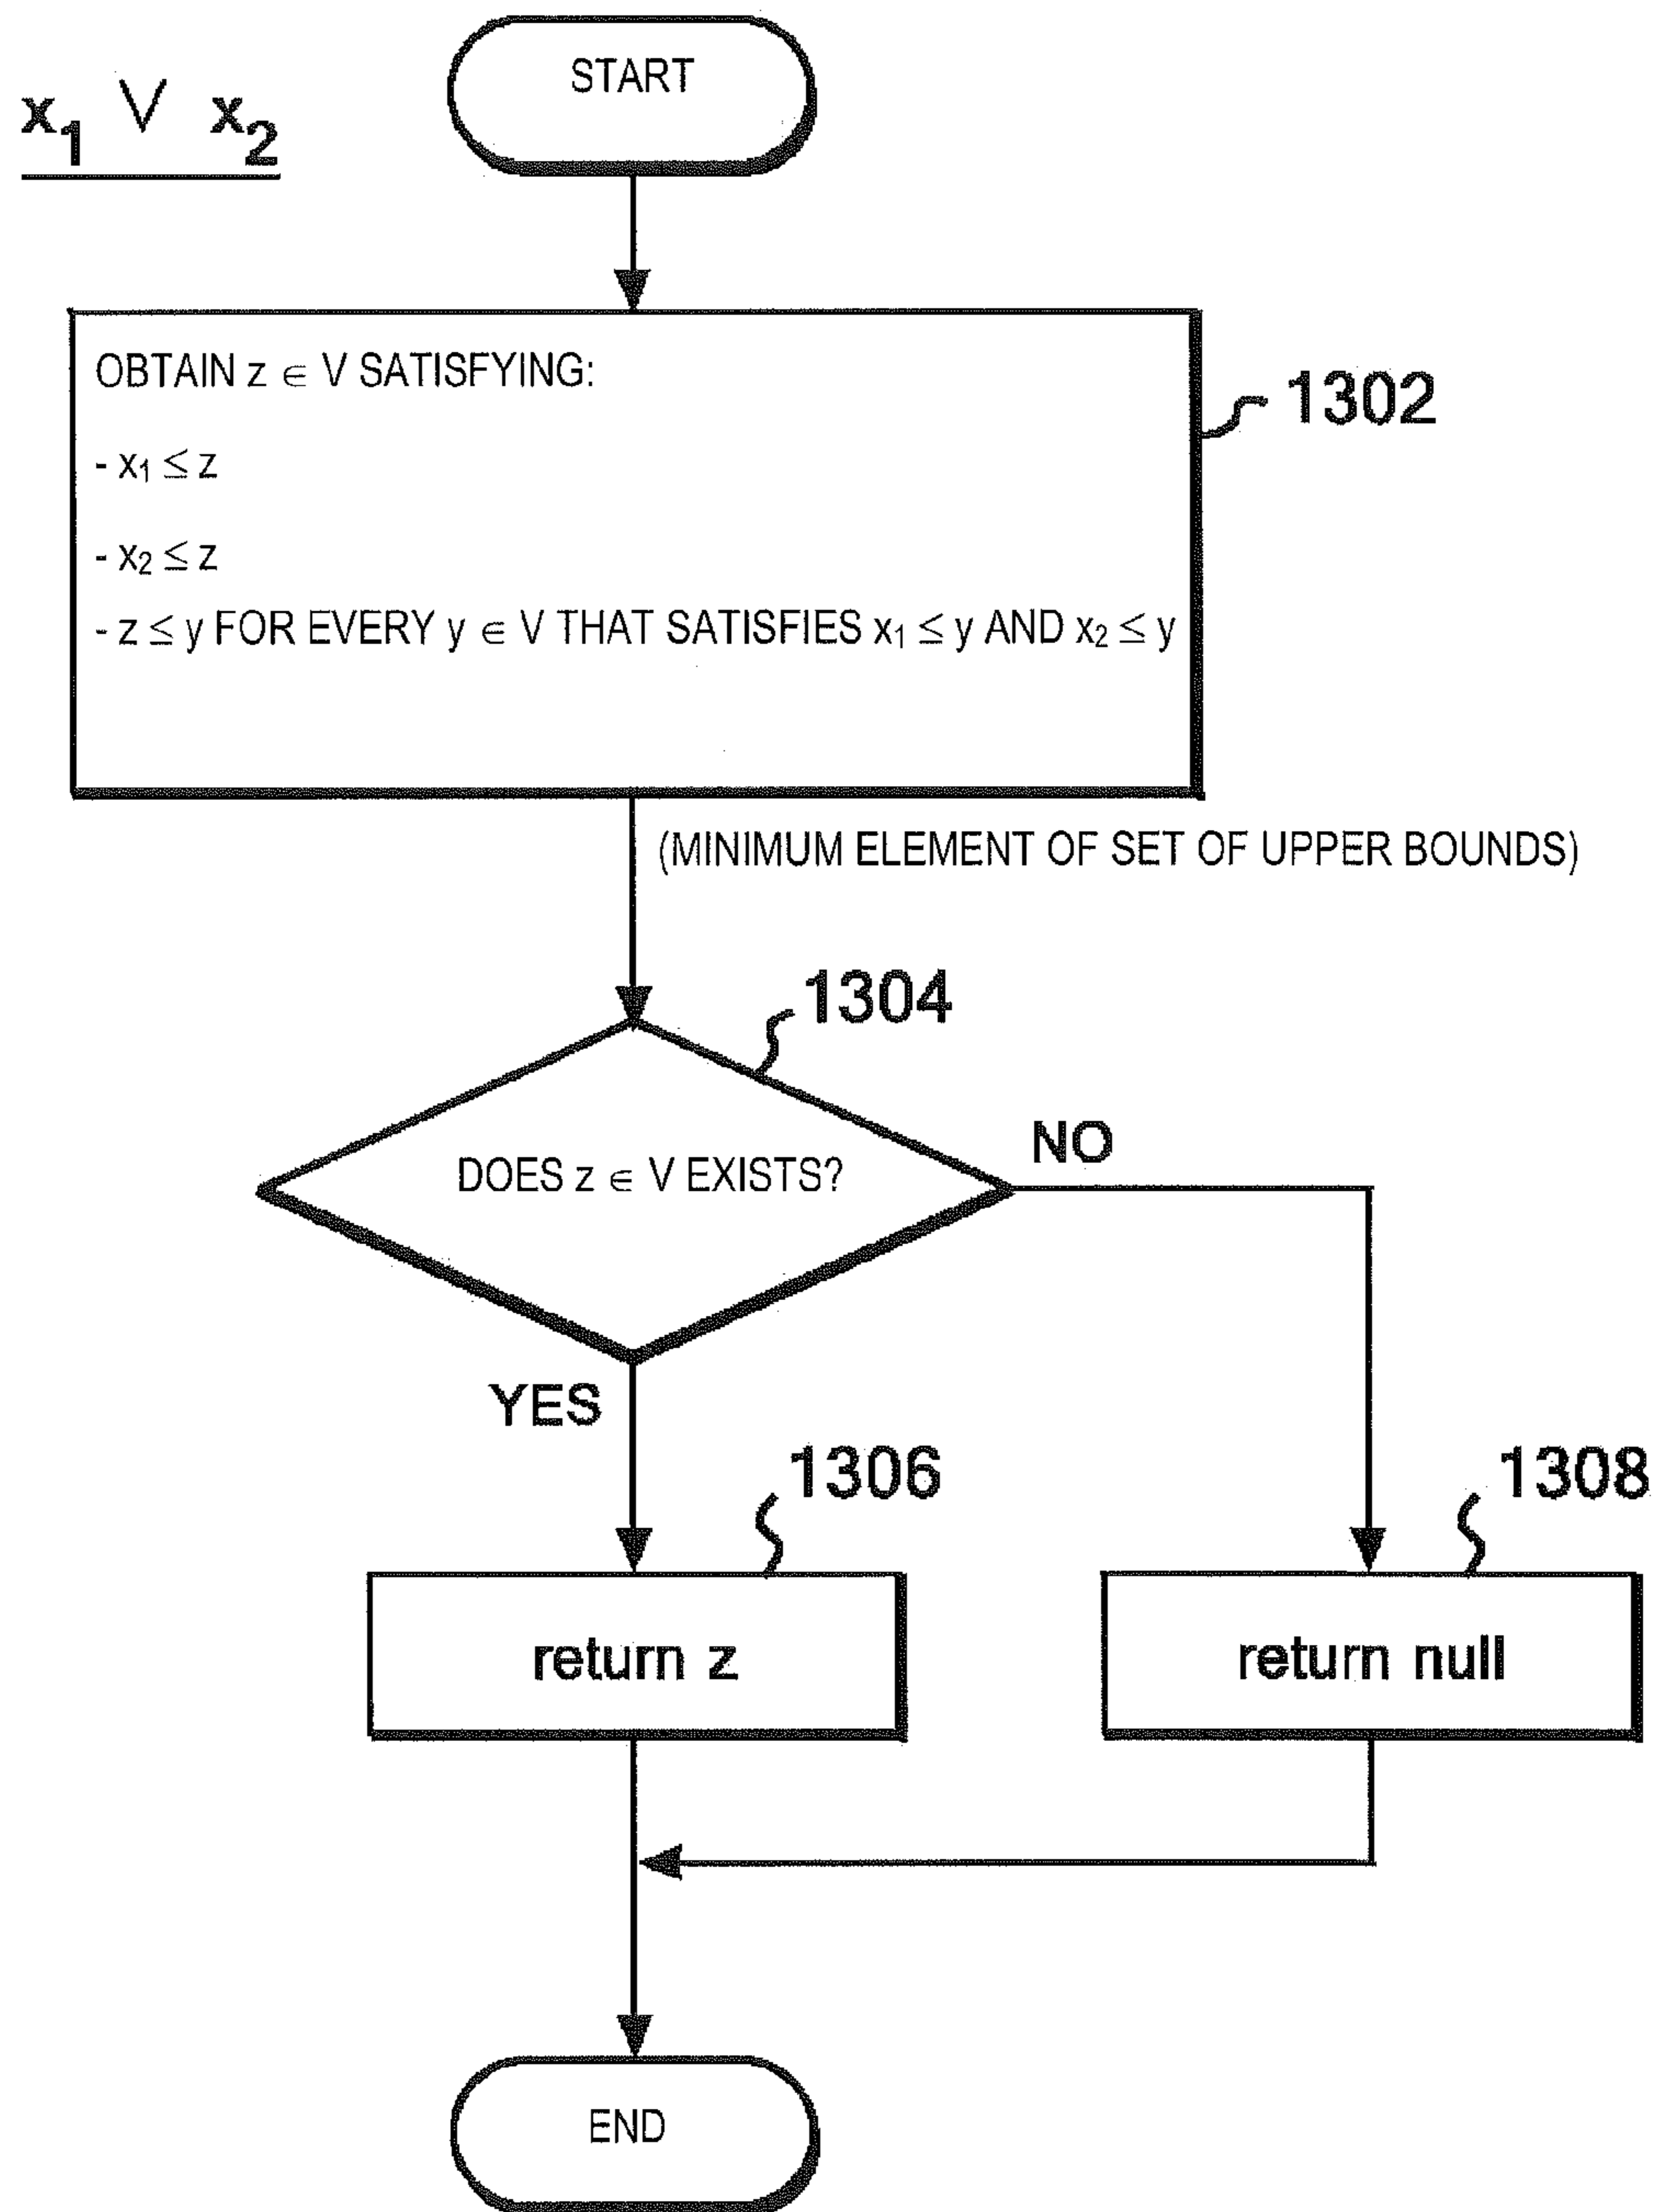 x₁ ∨ x₂
START
OBTAIN z ∈ V SATISFYING:
- x₁ ≤ z
- x₂ ≤ z
- z ≤ y FOR EVERY y ∈ V THAT SATISFIES x₁ ≤ y AND x₂ ≤ y
1302
(MINIMUM ELEMENT OF SET OF UPPER BOUNDS)
1304
DOES z ∈ V EXISTS?
NO
YES
1306
1308
return z
return null
END